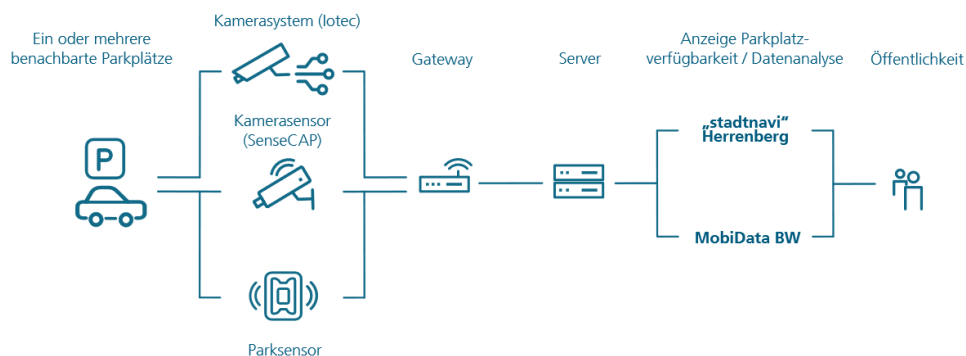 Ein oder mehrere
benachbarte Parkplätze
P
Kamerasystem (Iotec)
Kamerasensor
(SenseCAP)
Parksensor
Gateway
Server
Anzeige Parkplatz-
verfügbarkeit / Datenanalyse
„stadtnavi“
Herrenberg
MobiData BW
Öffentlichkeit